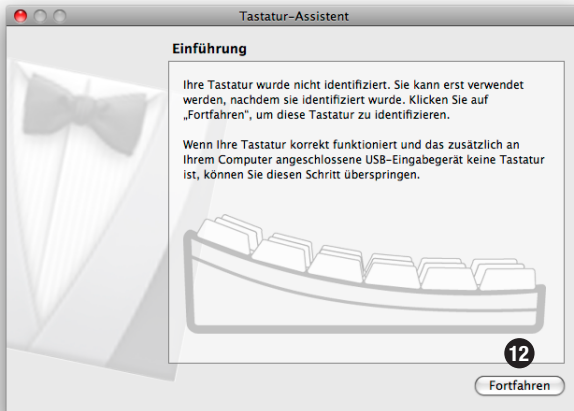 Tastatur-Assistent
Einführung
Ihre Tastatur wurde nicht identifiziert. Sie kann erst verwendet
werden, nachdem sie identifiziert wurde. Klicken Sie auf
„Fortfahren“, um diese Tastatur zu identifizieren.
Wenn Ihre Tastatur korrekt funktioniert und das zusätzlich an
Ihrem Computer angeschlossene USB-Eingabegerät keine Tastatur
ist, können Sie diesen Schritt überspringen.
12
Fortfahren